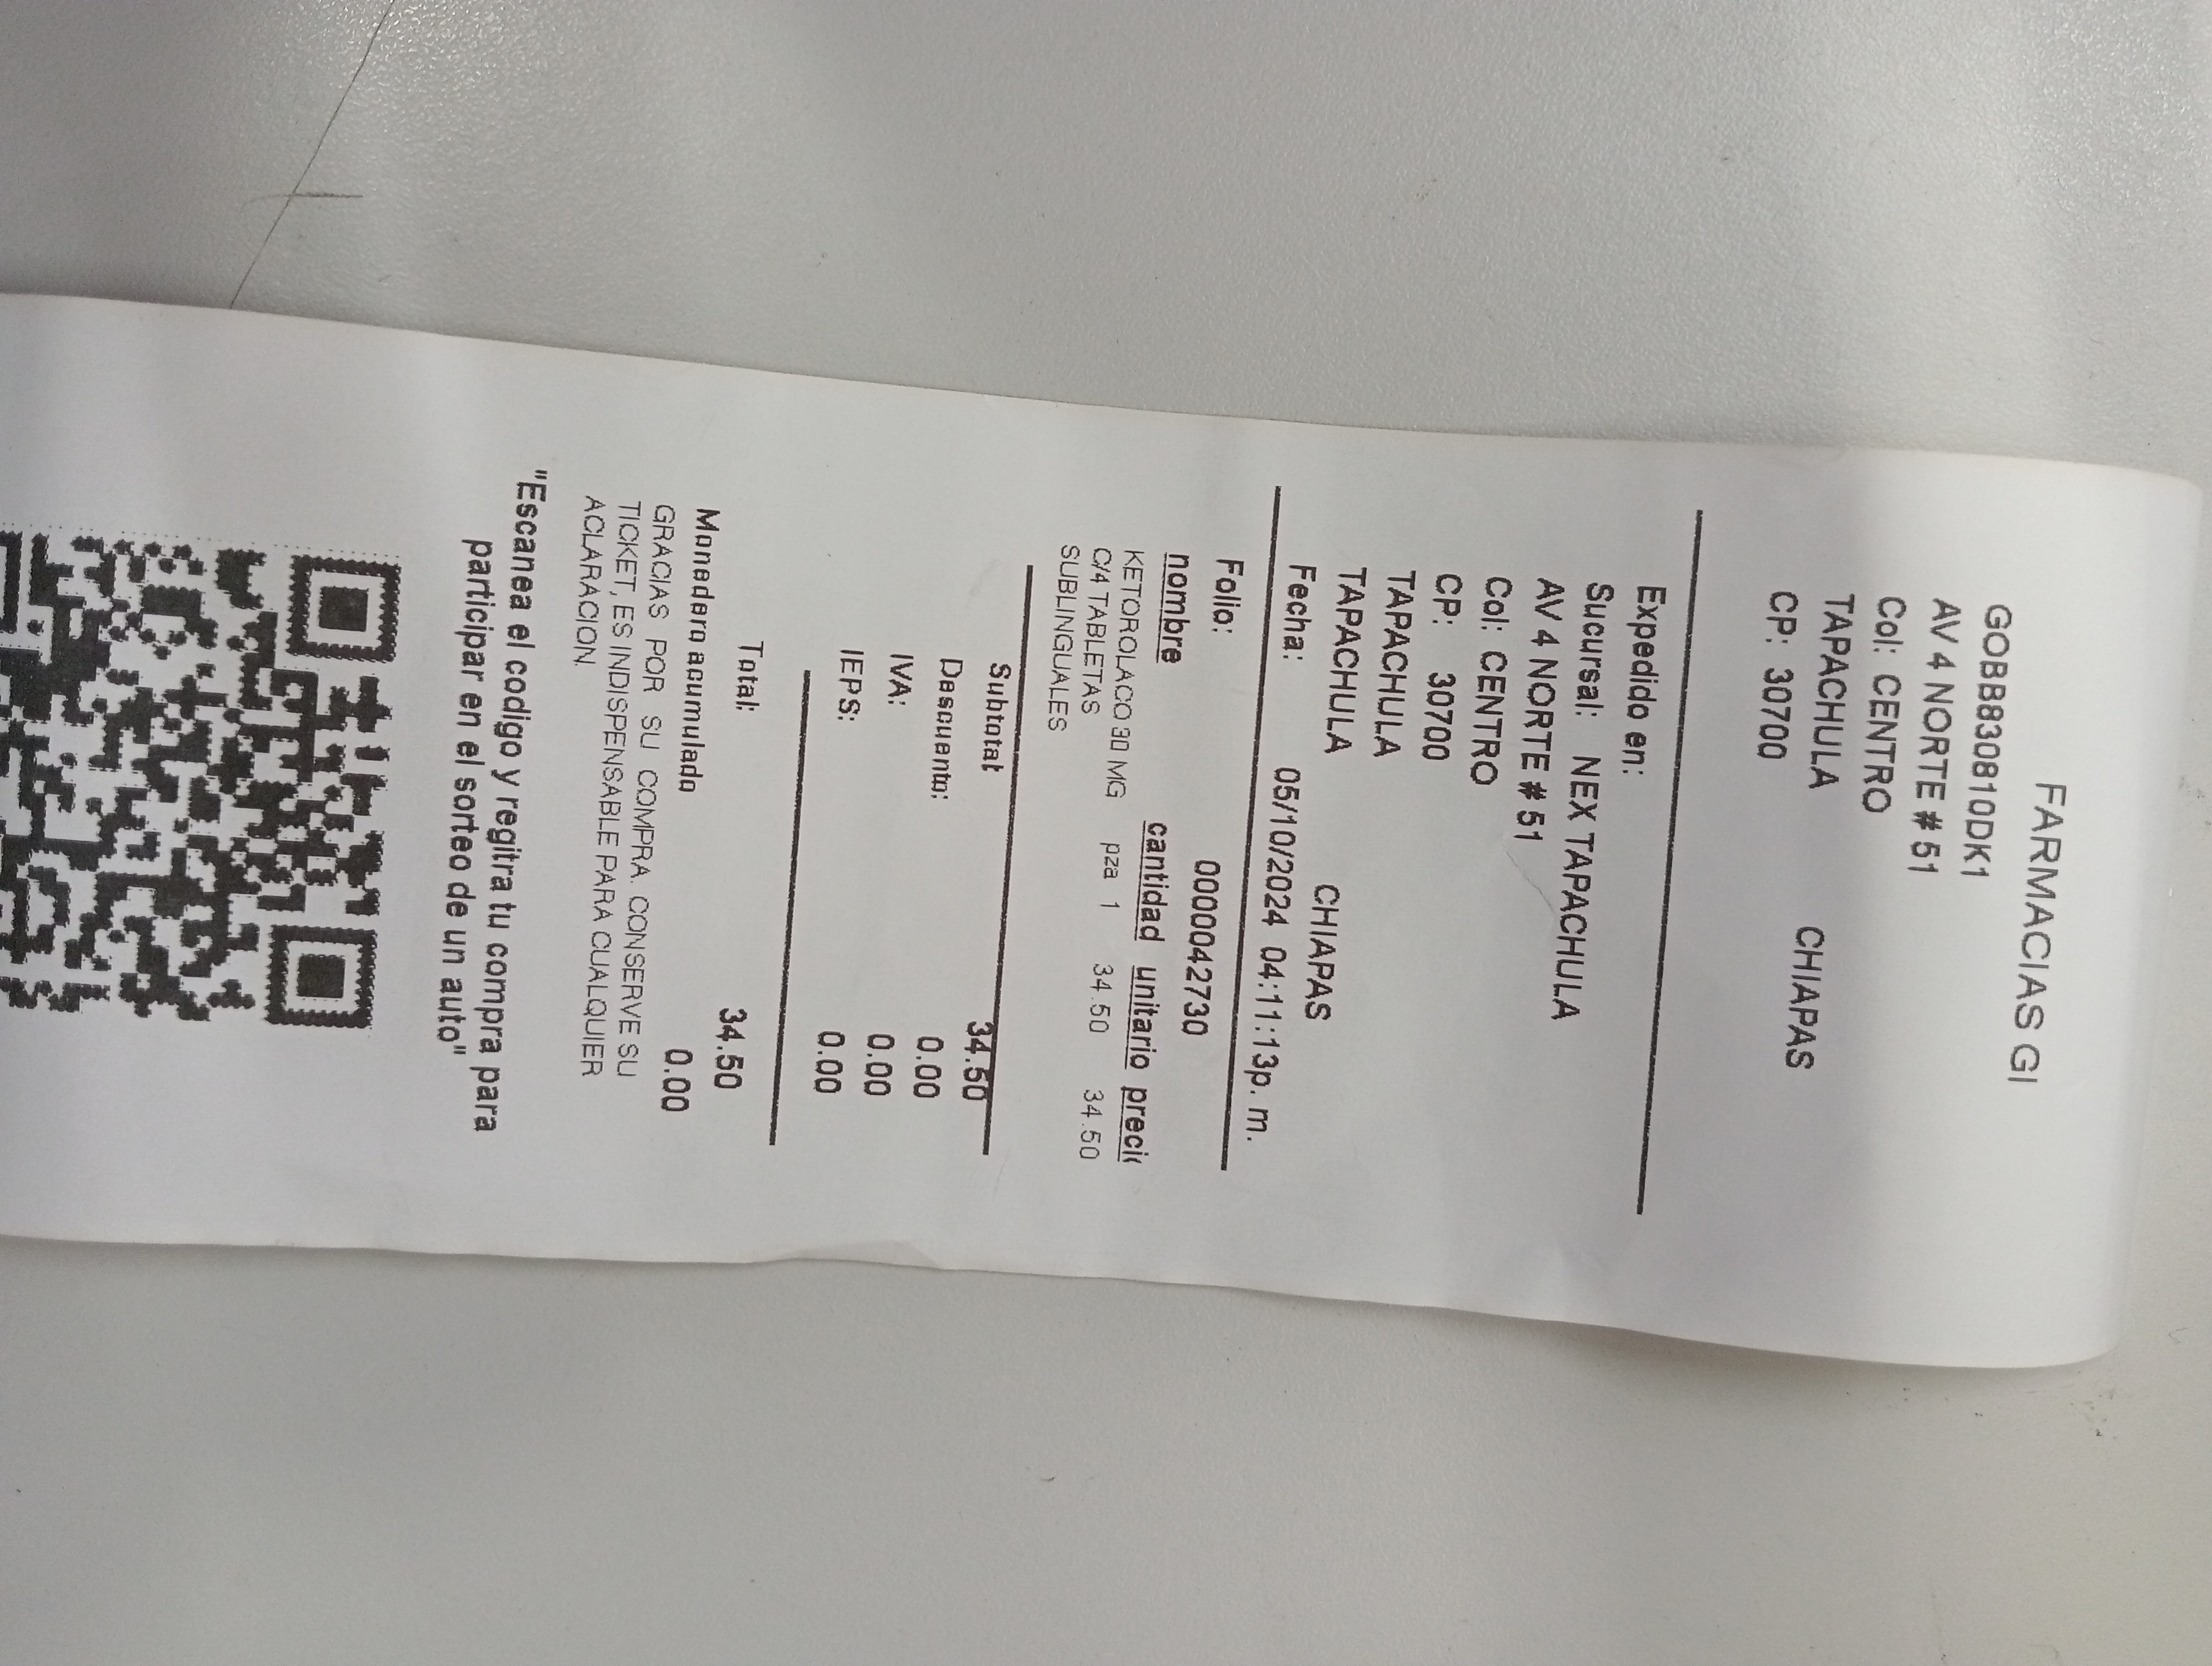 FARMACIAS GI
GOBB830810DK1
AV 4 NORTE # 51
Col: CENTRO
TAPACHULA CHIAPAS
CP: 30700
Expedido en:
Sucursal: NEX TAPACHULA
AV 4 NORTE # 51
Col: CENTRO
CP: 30700
TAPACHULA
TAPACHULA CHIAPAS
Fecha: 05/10/2024 04:11:13p. m.
Folio: 0000042730
nombre cantidad unitario preci
KETOROLACO 30 MG pza 1 34.50 34.50
C/4 TABLETAS
SUBLINGUALES
Subtotal 34.50
Descuento: 0.00
IVA: 0.00
IEPS: 0.00
Total: 34.50
Monedero acumulado 0.00
GRACIAS POR SU COMPRA. CONSERVE SU
TICKET, ES INDISPENSABLE PARA CUALQUIER
ACLARACION.
"Escanea el codigo y regitra tu compra para
participar en el sorteo de un auto"